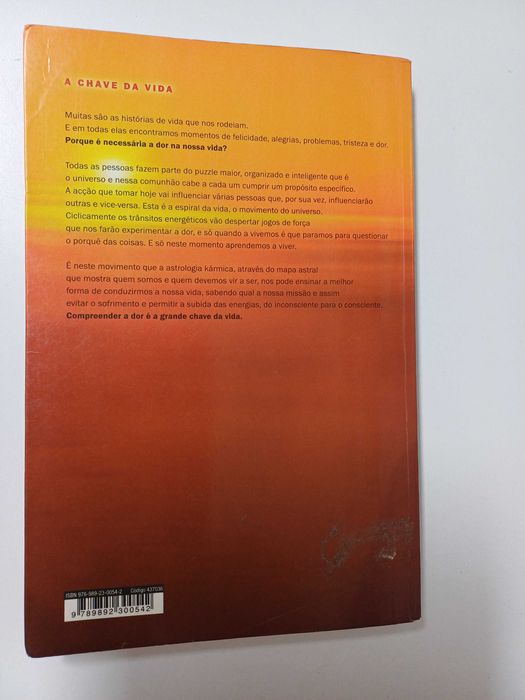 A CHAVE DA VIDA
Muitas são as histórias de vida que nos rodeiam.
E em todas elas encontramos momentos de felicidade, alegrias, problemas, tristeza e dor.
Porque é necessária a dor na nossa vida?
Todas as pessoas fazem parte do puzzle maior, organizado e inteligente que é
o universo e nessa comunhão cabe a cada um cumprir um propósito específico.
A acção que tomar hoje vai influenciar várias pessoas que, por sua vez, influenciarão
outras e vice-versa. Esta é a espiral da vida, o movimento do universo.
Ciclicamente os trânsitos energéticos vão despertar jogos de força
que nos farão experimentar a dor, e só quando a vivemos é que paramos para questionar
o porquê das coisas. E só neste momento aprendemos a viver.
É neste movimento que a astrologia kármica, através do mapa astral
que mostra quem somos e quem devemos vir a ser, nos pode ensinar a melhor
forma de conduzirmos a nossa vida, sabendo qual a nossa missão e assim
evitar o sofrimento e permitir a subida das energias, do inconsciente para o consciente.
Compreender a dor é a grande chave da vida.
ISBN 976-989-23-0054-2 Código 437036
9 789892 300542